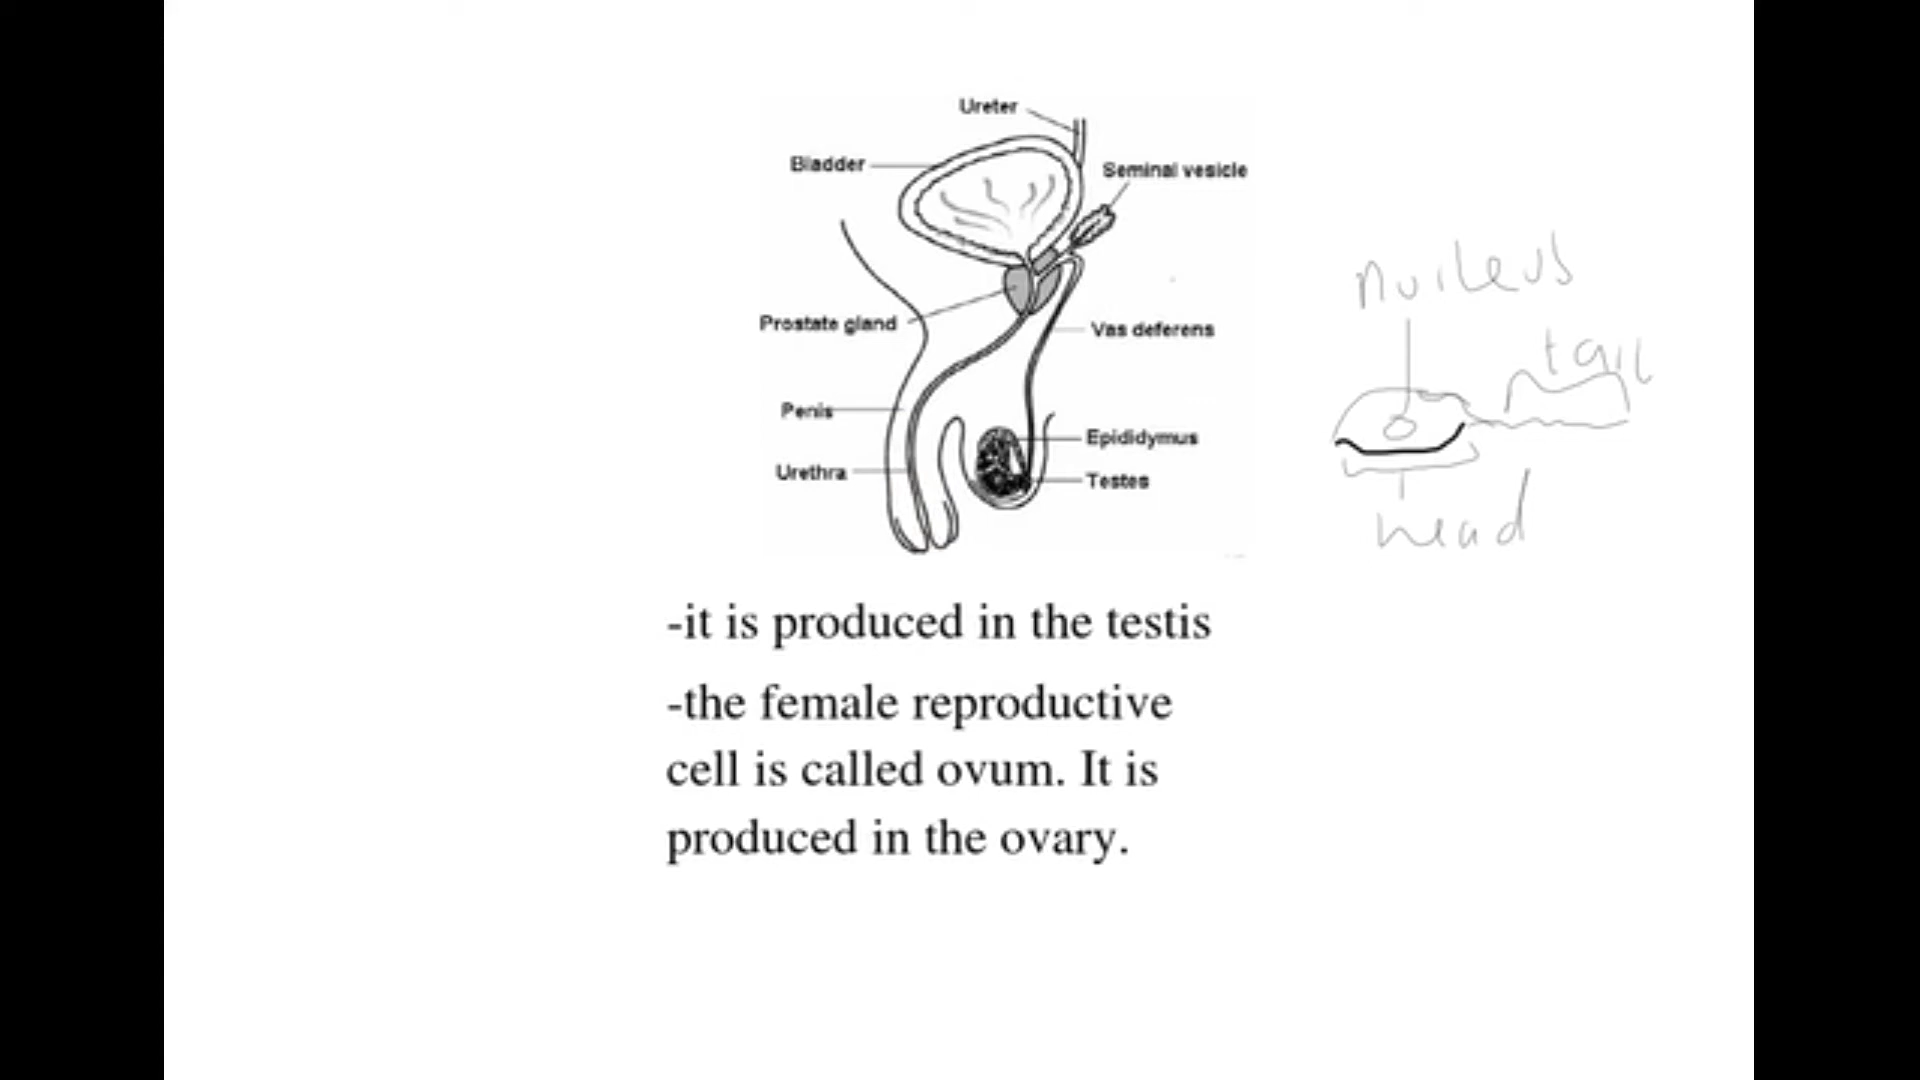 Ureter
Bladder
Seminal vesicle
Prostate gland
Vas deferens
Penis
Epididymus
Urethra
Testes
nucleus
tail
head
-it is produced in the testis
-the female reproductive
cell is called ovum. It is
produced in the ovary.